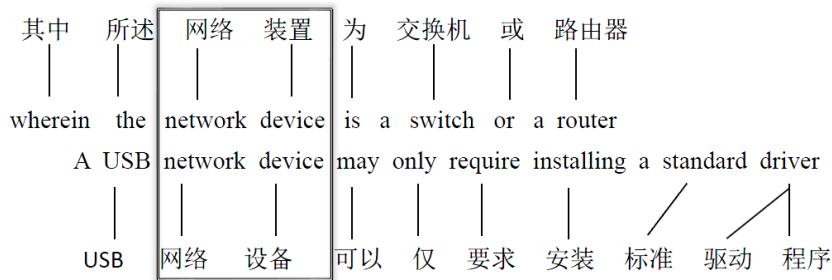 其中 所述 网络 装置 为 交换机 或 路由器
wherein the network device is a switch or a router
A USB network device may only require installing a standard driver
USB 网络 设备 可以 仅 要求 安装 标准 驱动 程序